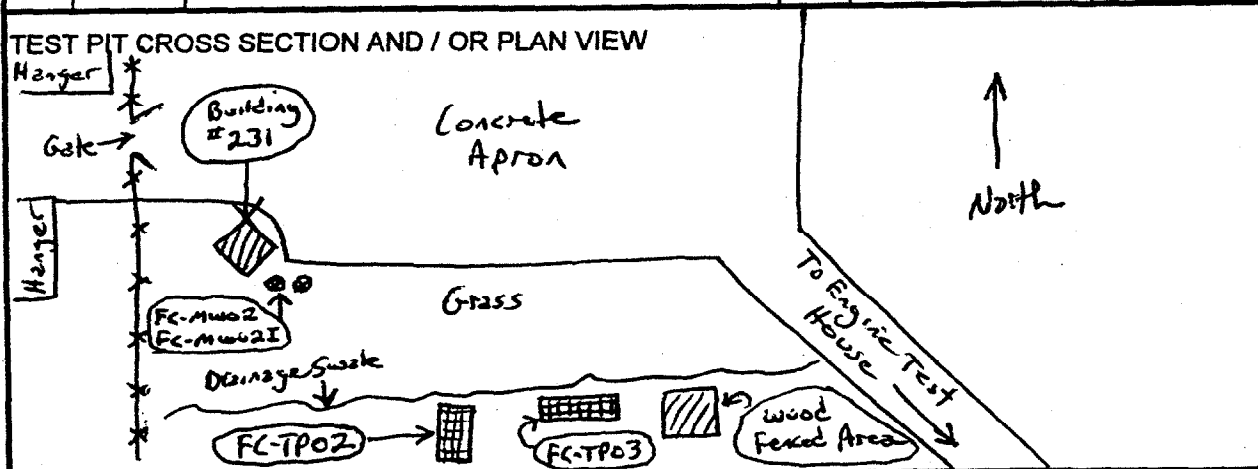 TEST PIT CROSS SECTION AND / OR PLAN VIEW
Hanger
Building
#231
Concrete
Apron
Gate
North
Hanger
To Engine Test
House
Grass
FC-MW02
FC-MW02I
Drainage Swale
FC-TP02
FC-TP03
Wood
Fenced Area